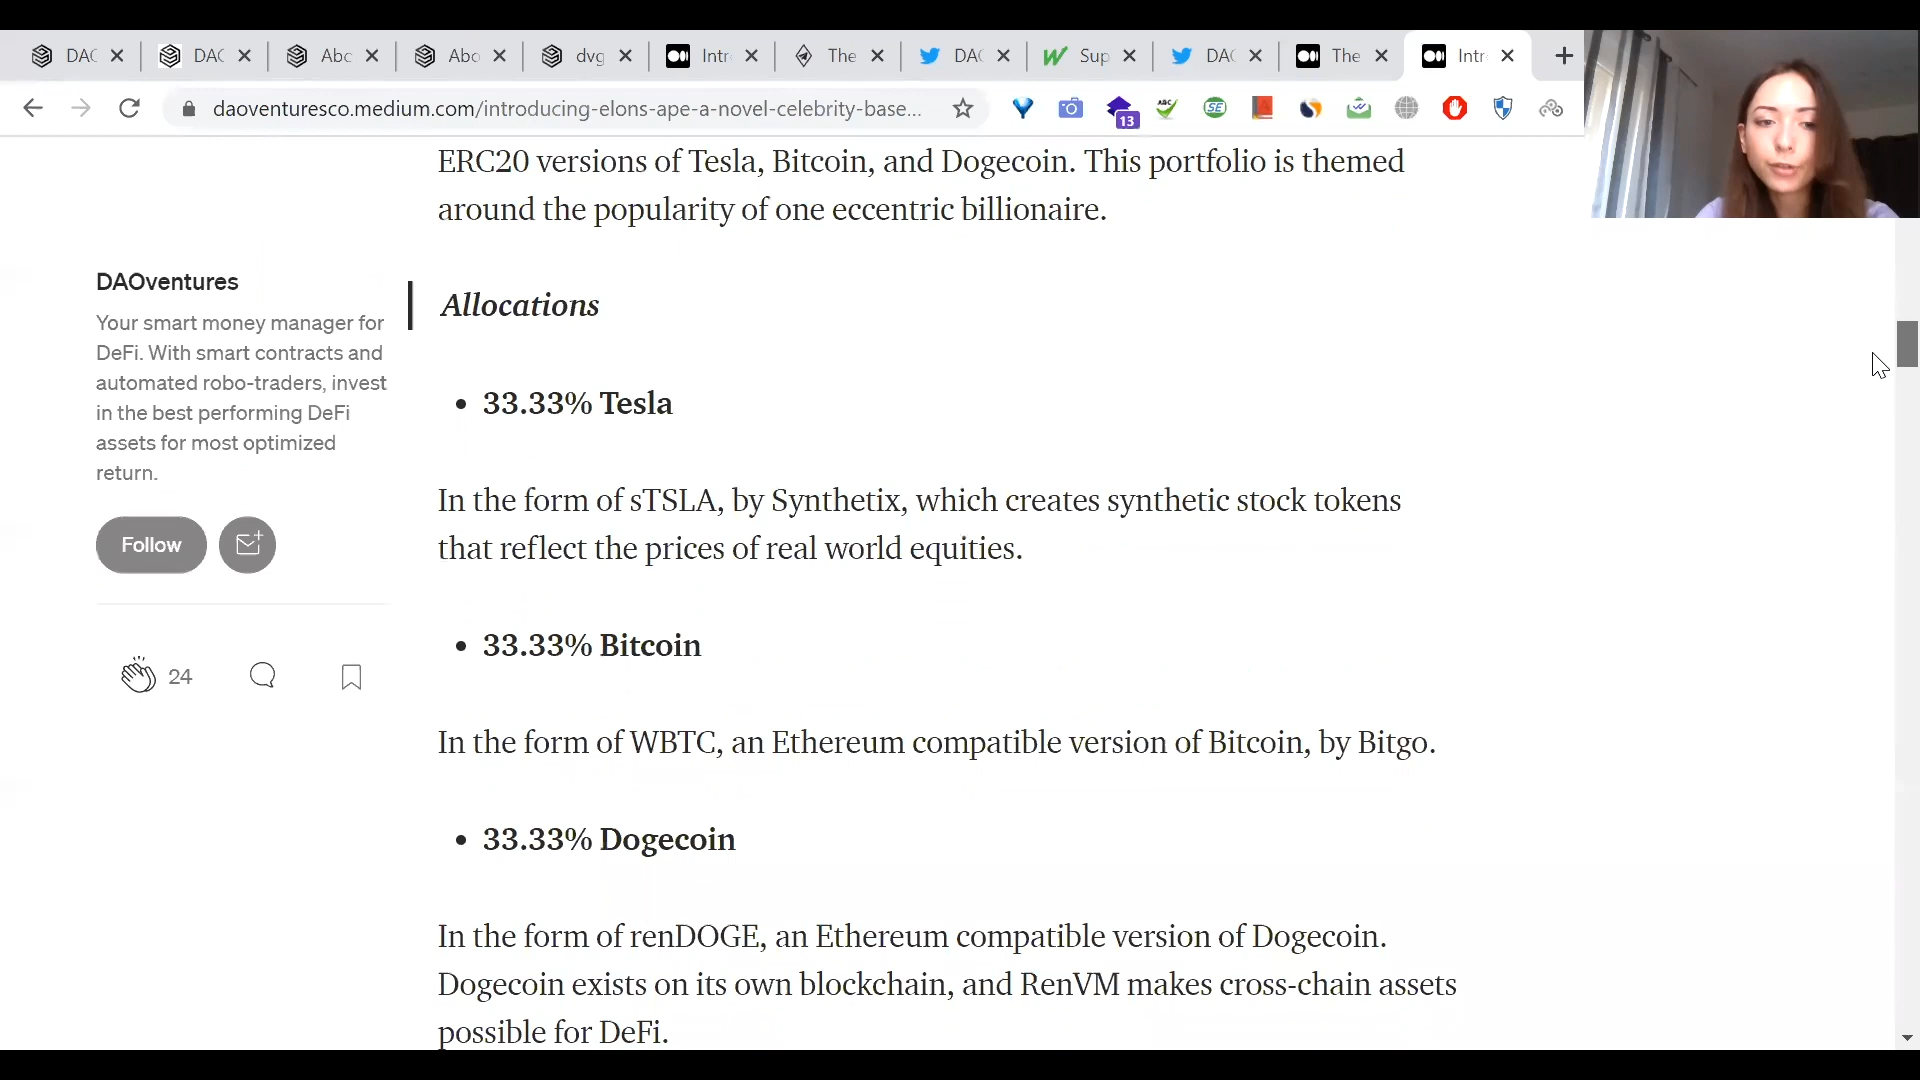 DAO
DAO
Abo
Abo
dvg
Intr
The
DAO
Sup
DAO
The
Intr
daoventuresco.medium.com/introducing-elons-ape-a-novel-celebrity-base...
ABC
SE
13
ERC20 versions of Tesla, Bitcoin, and Dogecoin. This portfolio is themed
around the popularity of one eccentric billionaire.
DAOventures
Your smart money manager for
DeFi. With smart contracts and
automated robo-traders, invest
in the best performing DeFi
assets for most optimized
return.
Follow
24
Allocations
• 33.33% Tesla
In the form of sTSLA, by Synthetix, which creates synthetic stock tokens
that reflect the prices of real world equities.
• 33.33% Bitcoin
In the form of WBTC, an Ethereum compatible version of Bitcoin, by Bitgo.
• 33.33% Dogecoin
In the form of renDOGE, an Ethereum compatible version of Dogecoin.
Dogecoin exists on its own blockchain, and RenVM makes cross-chain assets
possible for DeFi.